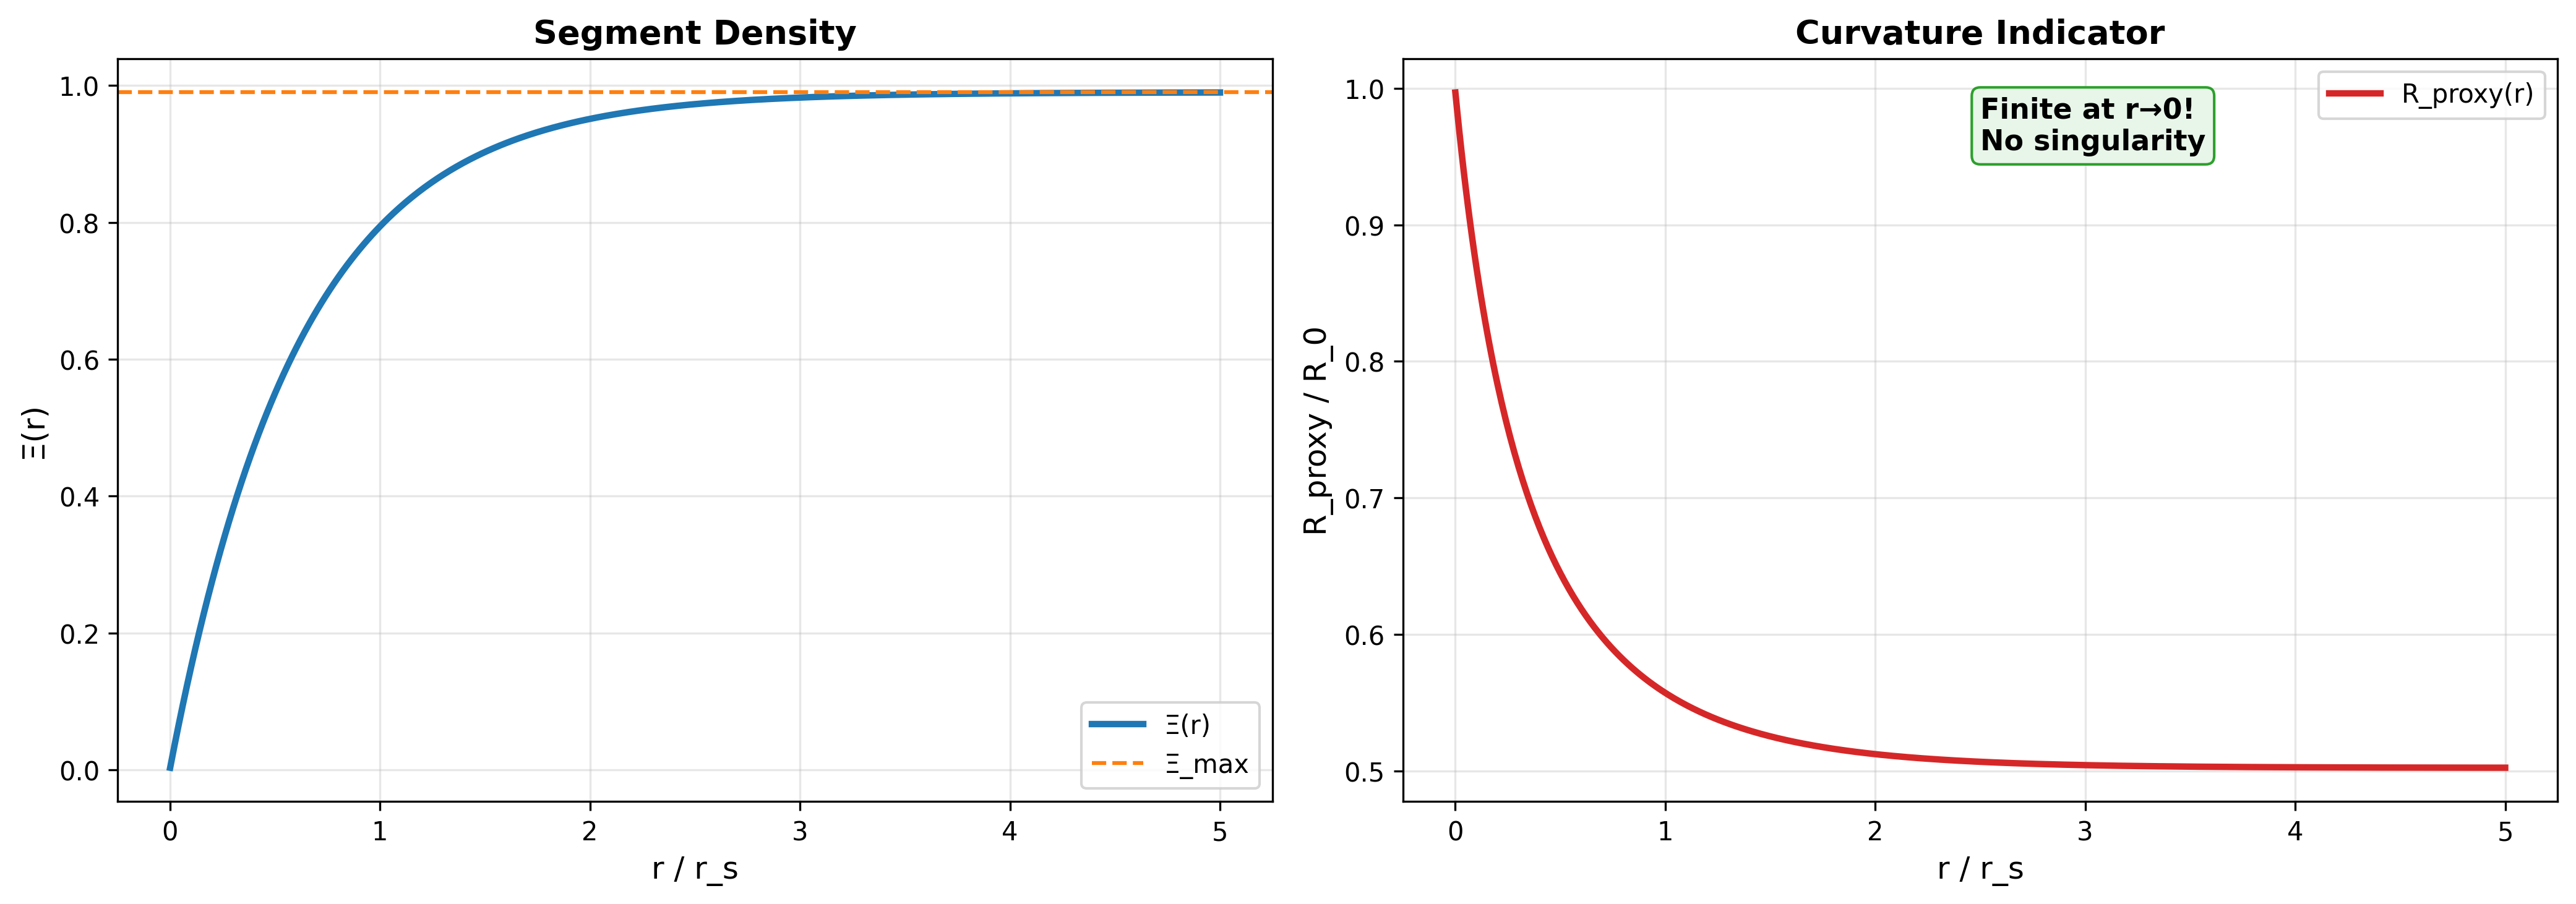 Segment Density
Ξ(r)
1.0
0.8
0.6
0.4
0.2
0.0
0 1 2 3 4 5
r / r_s
Ξ(r)
Ξ_max
Curvature Indicator
R_proxy / R_0
1.0
0.9
0.8
0.7
0.6
0.5
0 1 2 3 4 5
r / r_s
Finite at r→0!
No singularity
R_proxy(r)